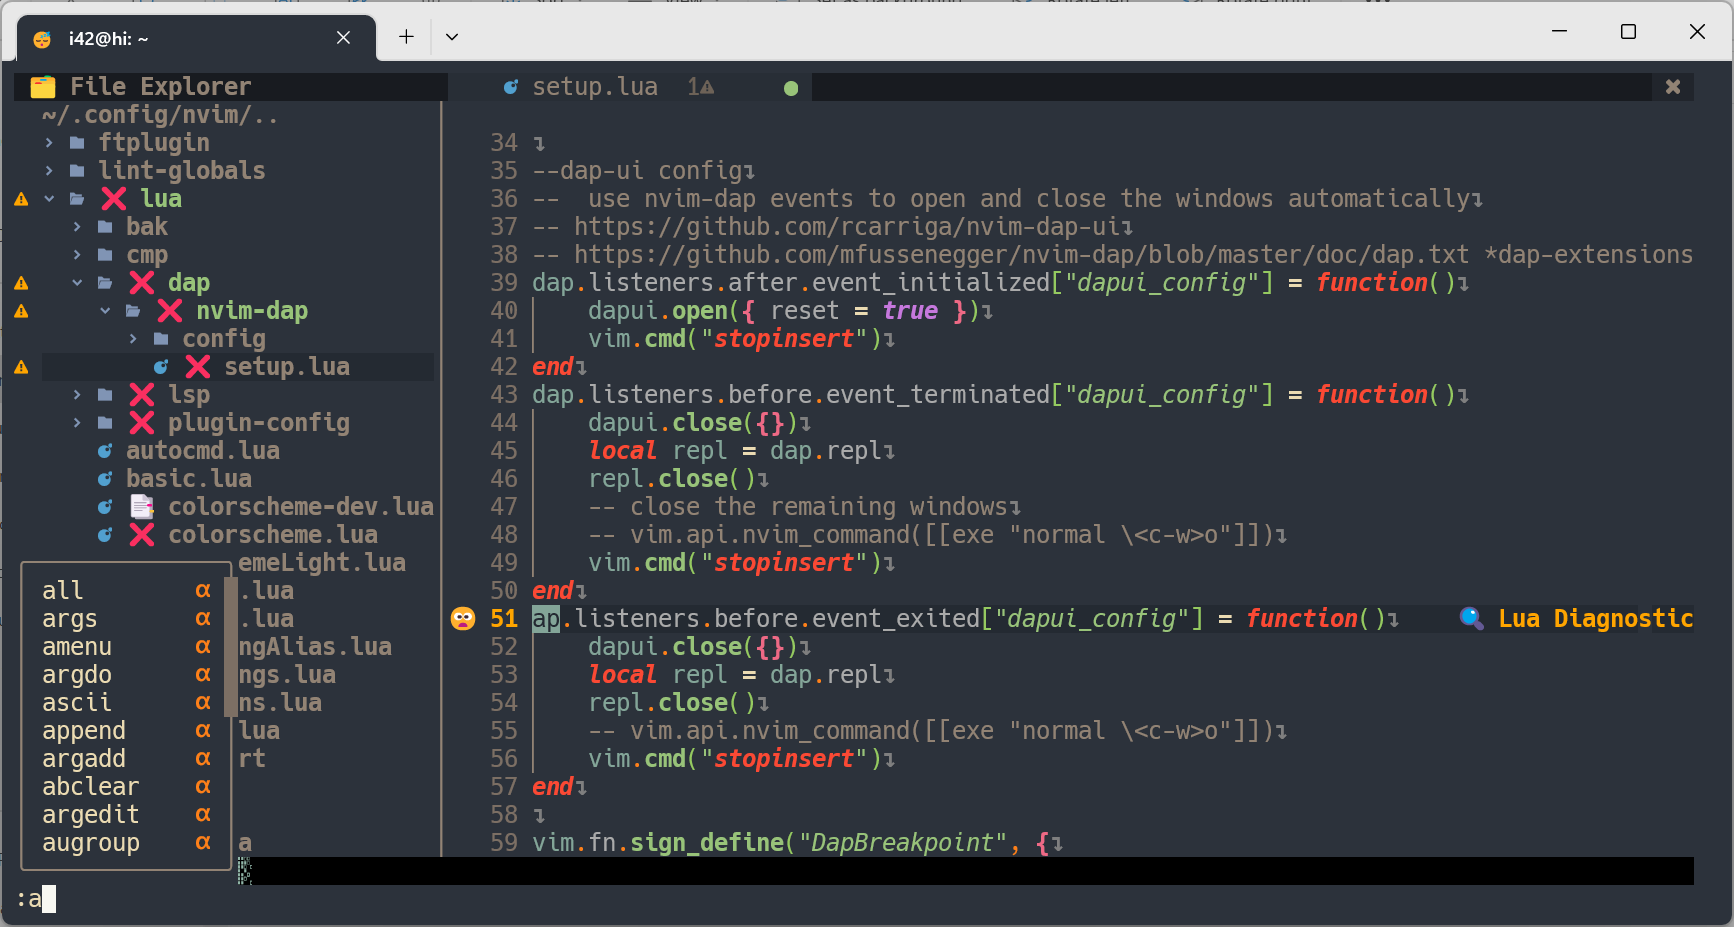 i42@hi: ~
File Explorer
setup.lua 1
~/.config/nvim/..
ftplugin
lint-globals
lua
bak
cmp
dap
nvim-dap
config
setup.lua
lsp
plugin-config
autocmd.lua
basic.lua
colorscheme-dev.lua
colorscheme.lua
emeLight.lua
.lua
.lua
ngAlias.lua
ngs.lua
ns.lua
lua
rt
a
34
35 --dap-ui config
36 --  use nvim-dap events to open and close the windows automatically
37 -- https://github.com/rcarriga/nvim-dap-ui
38 -- https://github.com/mfussenegger/nvim-dap/blob/master/doc/dap.txt *dap-extensions
39 dap.listeners.after.event_initialized["dapui_config"] = function()
40     dapui.open({ reset = true })
41     vim.cmd("stopinsert")
42 end
43 dap.listeners.before.event_terminated["dapui_config"] = function()
44     dapui.close({})
45     local repl = dap.repl
46     repl.close()
47     -- close the remaining windows
48     -- vim.api.nvim_command([[exe "normal \<c-w>o"]])
49     vim.cmd("stopinsert")
50 end
51 ap.listeners.before.event_exited["dapui_config"] = function() Lua Diagnostic
52     dapui.close({})
53     local repl = dap.repl
54     repl.close()
55     -- vim.api.nvim_command([[exe "normal \<c-w>o"]])
56     vim.cmd("stopinsert")
57 end
58
59 vim.fn.sign_define("DapBreakpoint", {
all α
args α
amenu α
argdo α
ascii α
append α
argadd α
abclear α
argedit α
augroup α
:a